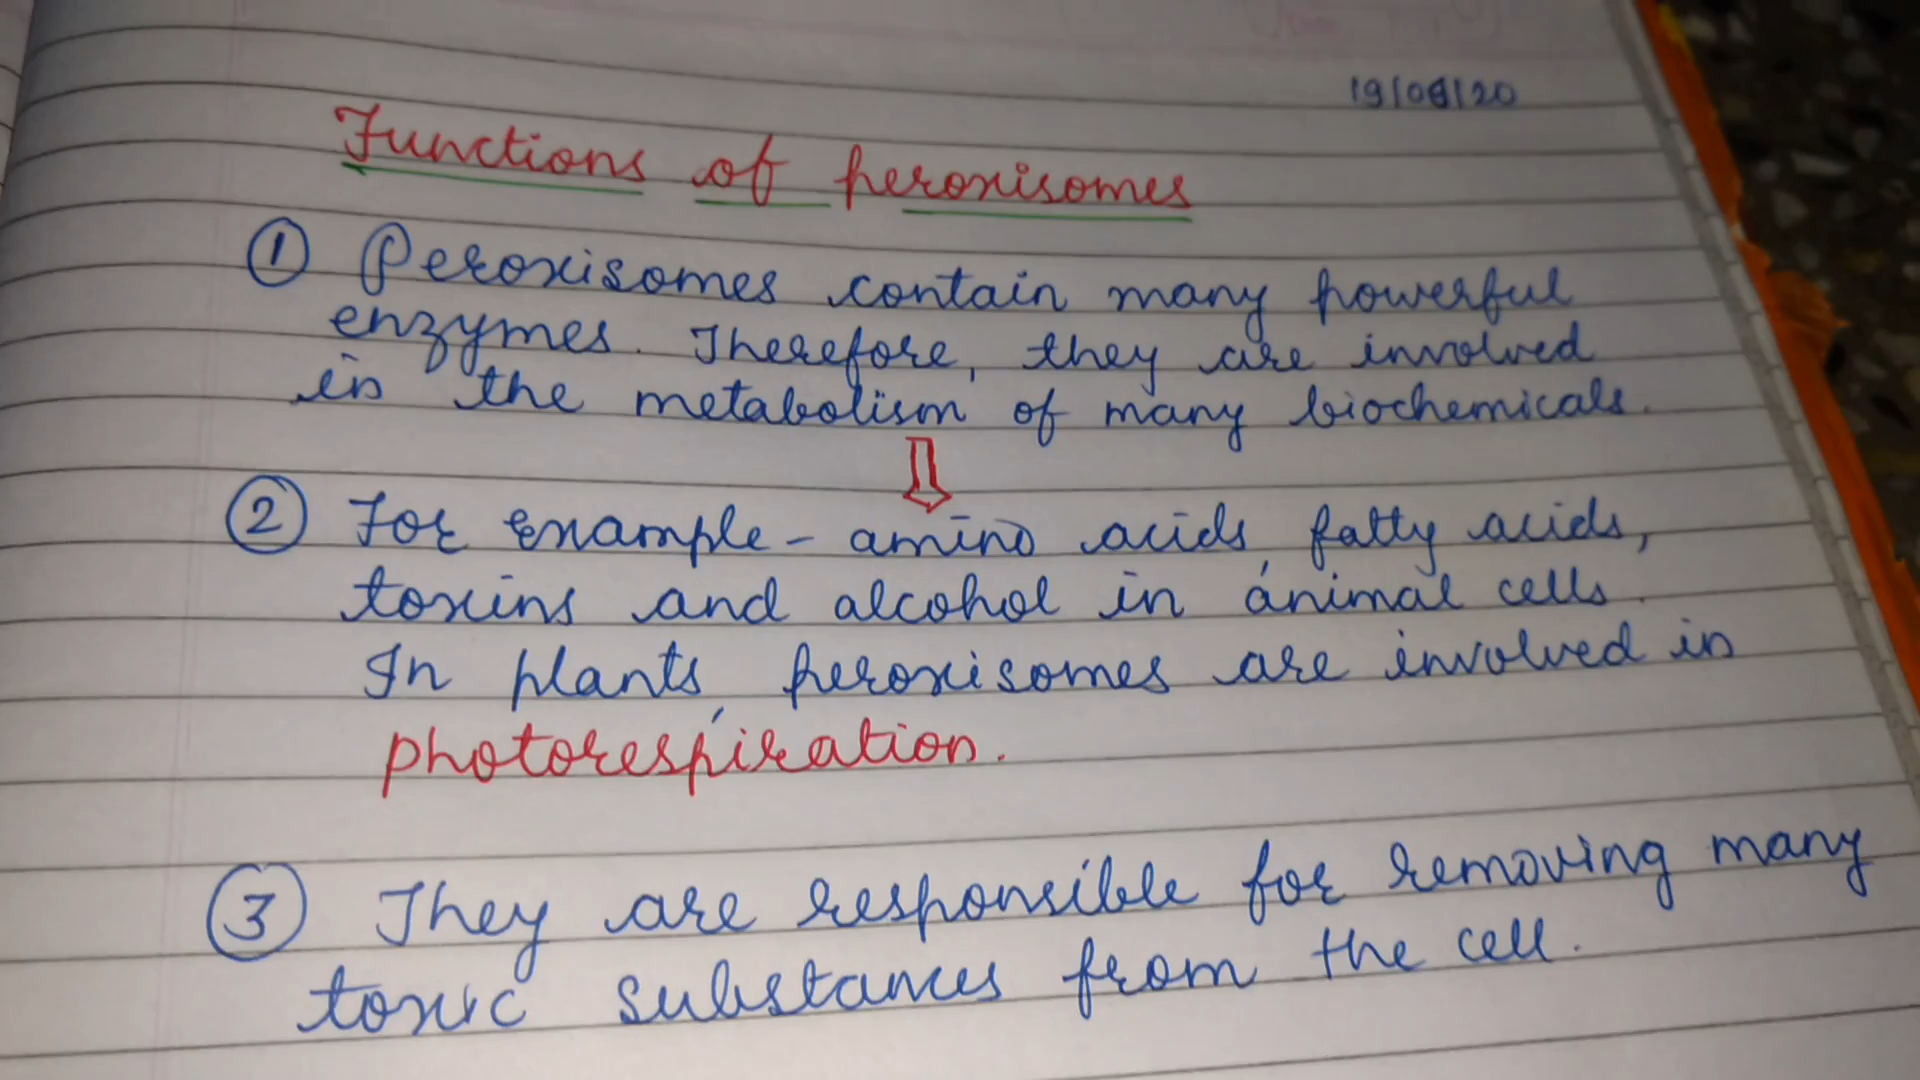 19/08/20
Functions of peroxisomes
① Peroxisomes contain many powerful
enzymes. Therefore, they are involved
in the metabolism of many biochemicals.
② For example - amino acids, fatty acids,
toxins and alcohol in animal cells.
In plants, peroxisomes are involved in
photorespiration.
③ They are responsible for removing many
toxic substances from the cell.